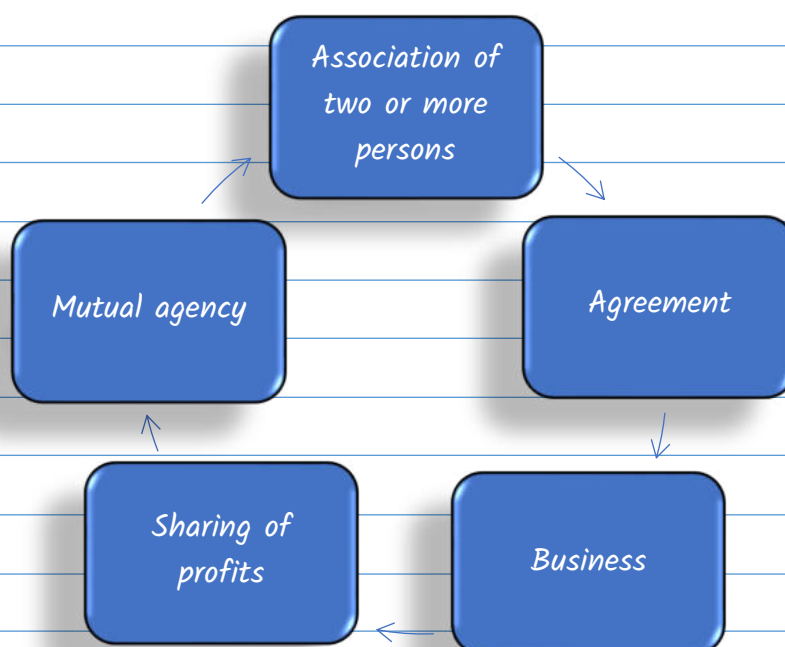 Association of
two or more
persons
Agreement
Business
Sharing of
profits
Mutual agency